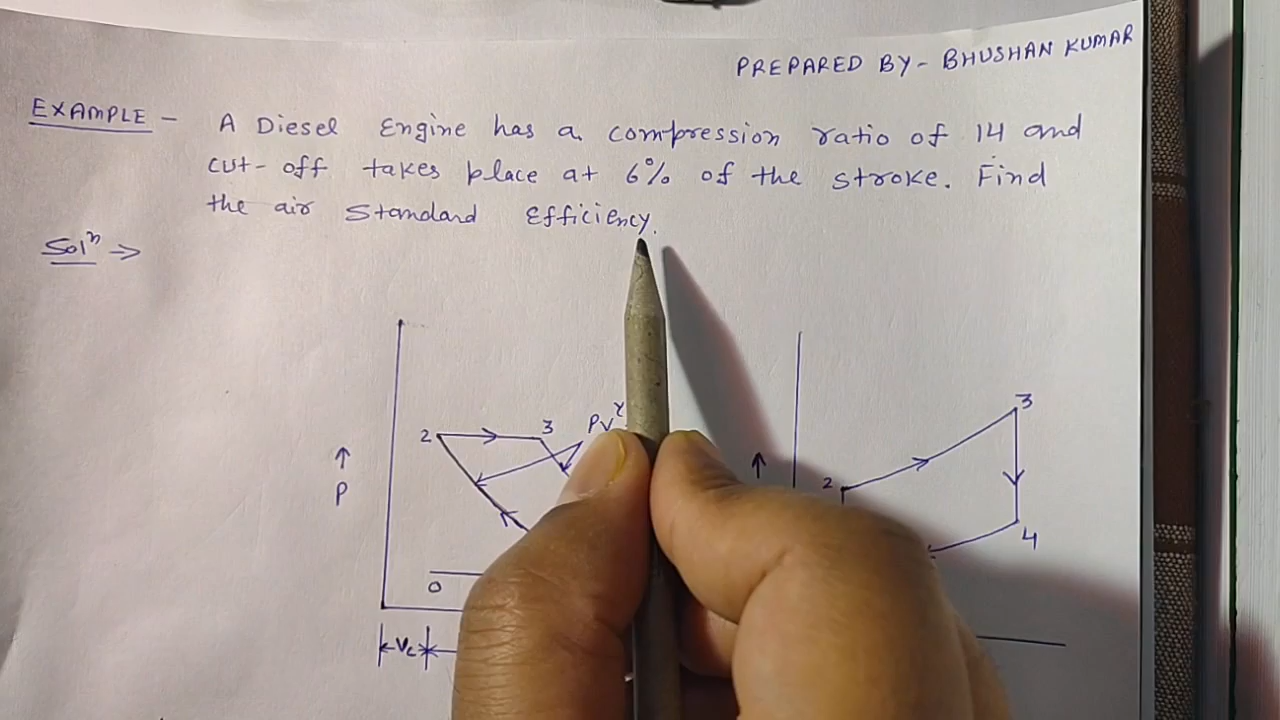 PREPARED BY- BHUSHAN KUMAR
EXAMPLE - A Diesel Engine has a compression ratio of 14 and
cut-off takes place at 6% of the stroke. Find
the air standard Efficiency.
Solⁿ ⇒
3
2 3 PVᵞ
↑ ↑ 2
P 4
0
Vc